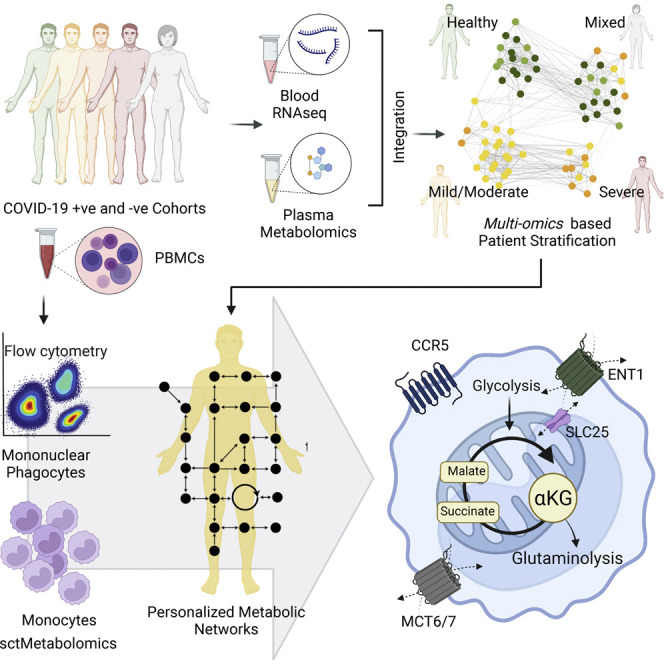 Healthy
Mixed
Blood
RNAseq
Integration
Plasma
Metabolomics
Mild/Moderate
Severe
COVID-19 +ve and -ve Cohorts
Multi-omics based
Patient Stratification
PBMCs
Flow cytometry
Mononuclear
Phagocytes
Monocytes
sctMetabolomics
Personalized Metabolic
Networks
CCR5
Glycolysis
ENT1
SLC25
Malate
Succinate
αKG
Glutaminolysis
MCT6/7